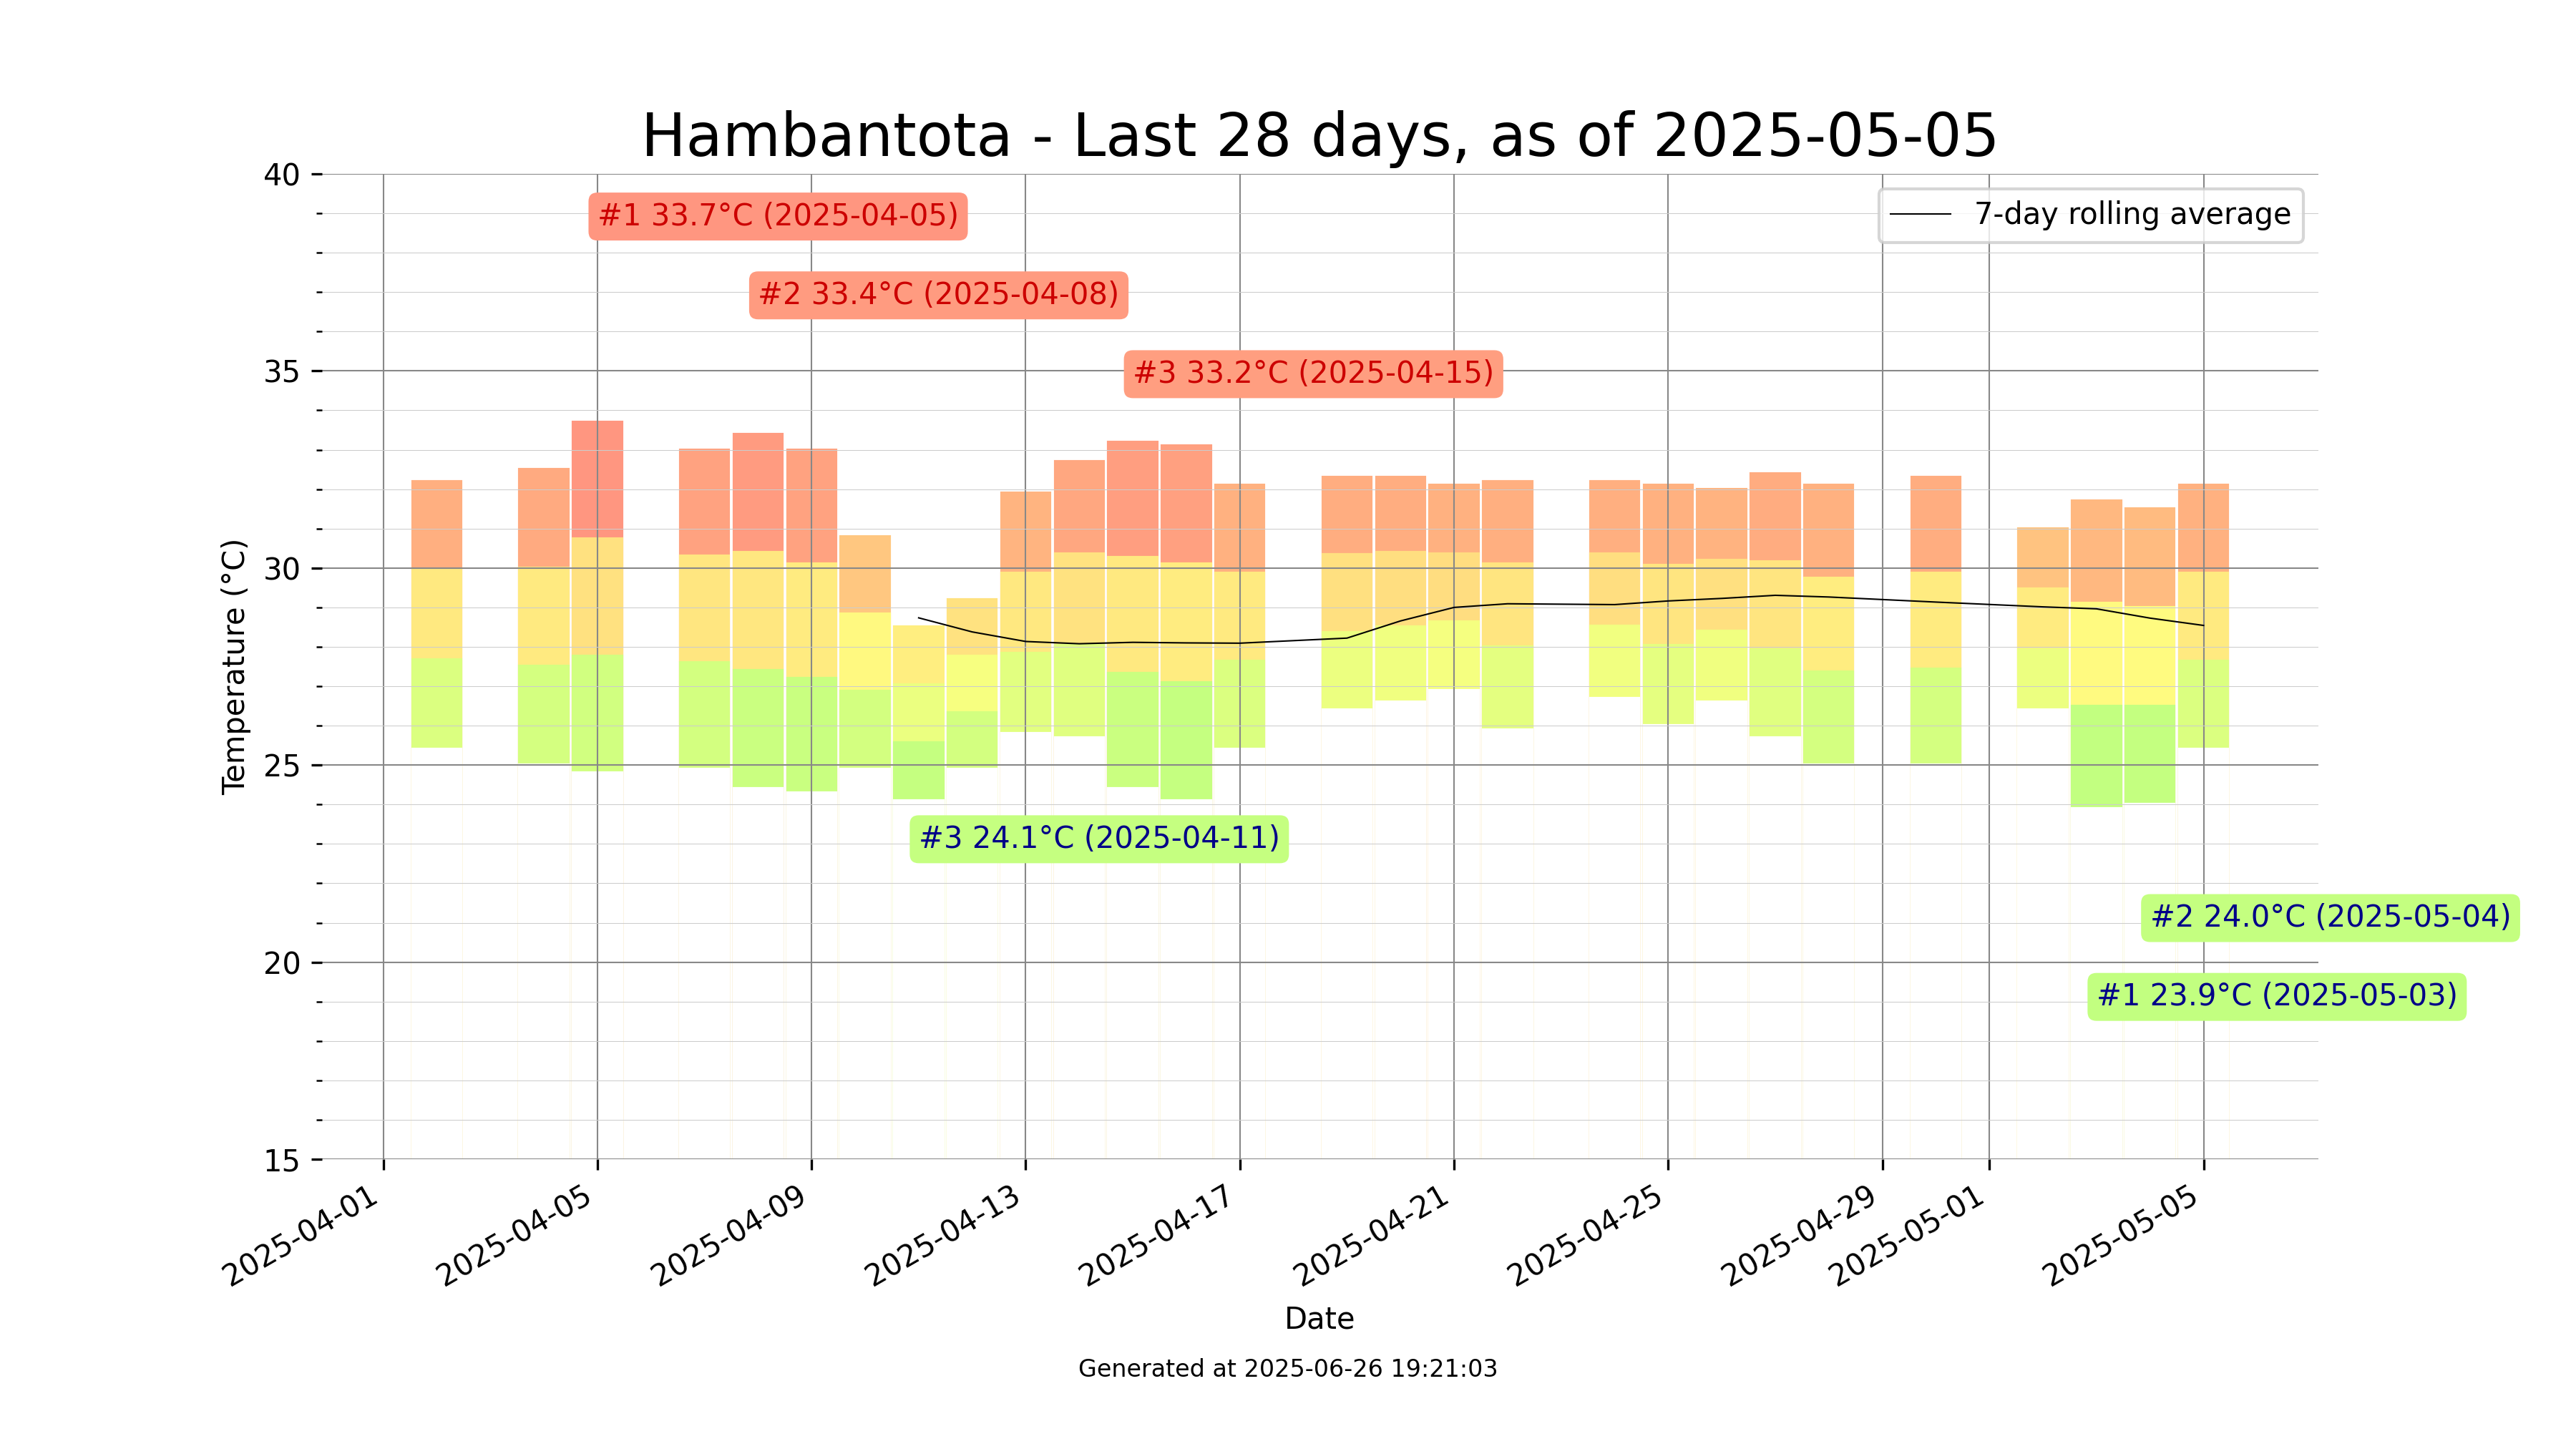 Hambantota - Last 28 days, as of 2025-05-05
40
35
30
25
20
15
Temperature (°C)
7-day rolling average
#1 33.7°C (2025-04-05)
#2 33.4°C (2025-04-08)
#3 33.2°C (2025-04-15)
#3 24.1°C (2025-04-11)
#2 24.0°C (2025-05-04)
#1 23.9°C (2025-05-03)
2025-04-01
2025-04-05
2025-04-09
2025-04-13
2025-04-17
2025-04-21
2025-04-25
2025-04-29
2025-05-01
2025-05-05
Date
Generated at 2025-06-26 19:21:03